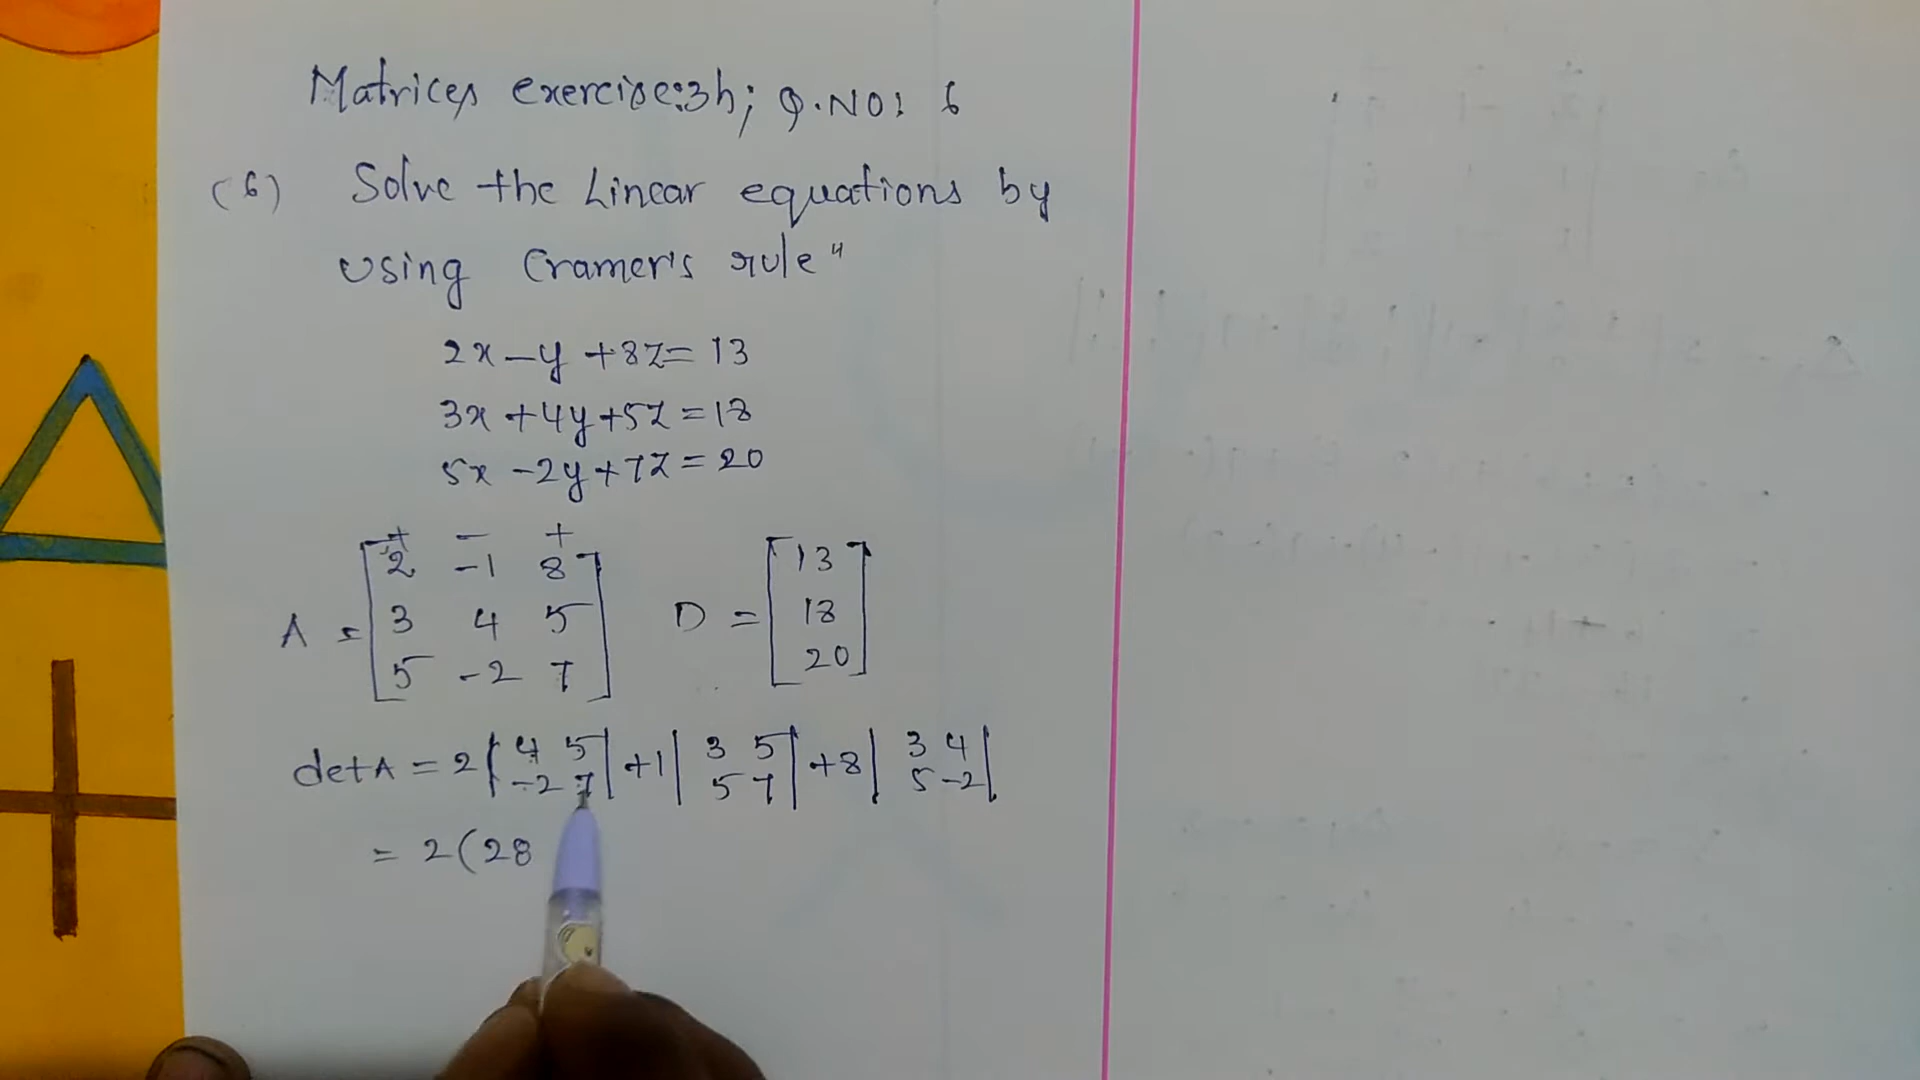 Matrices exercise:3h; Q.NO: 6
(6) Solve the Linear equations by
using Cramer's rule"
2x-y+8z=13
3x+4y+5z=18
5x-2y+7z=20
+ - +
2 -1 8 13
A = 3 4 5 D = 18
5 -2 7 20
detA = 2|4 5| +1|3 5| +8|3 4|
|-2 7| |5 7| |5 -2|
= 2(28